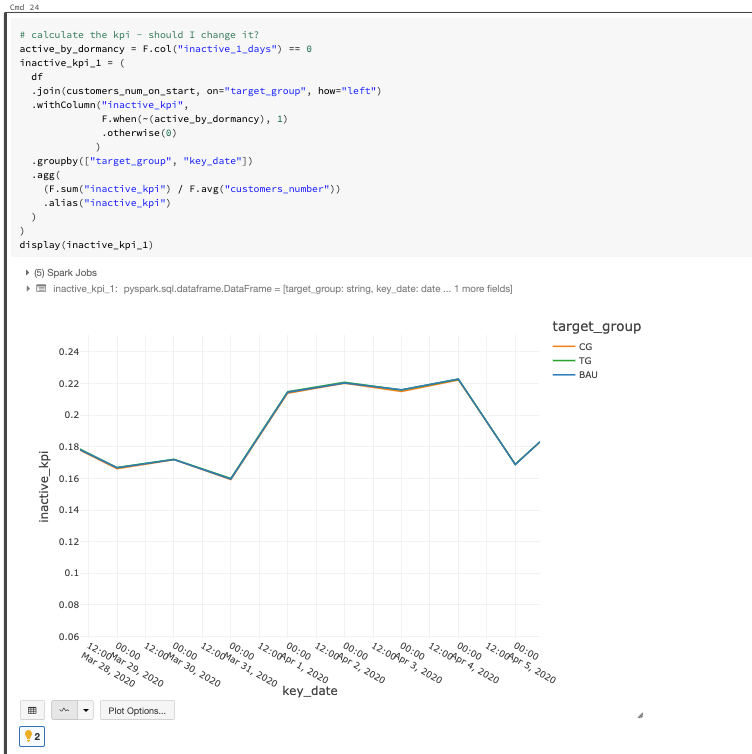 Cmd 24
# calculate the kpi - should I change it?
active_by_dormancy = F.col("inactive_1_days") == 0
inactive_kpi_1 = (
  df
  .join(customers_num_on_start, on="target_group", how="left")
  .withColumn("inactive_kpi",
              F.when(~(active_by_dormancy), 1)
              .otherwise(0)
             )
  .groupby(["target_group", "key_date"])
  .agg(
    (F.sum("inactive_kpi") / F.avg("customers_number"))
    .alias("inactive_kpi")
  )
)
display(inactive_kpi_1)
(5) Spark Jobs
inactive_kpi_1: pyspark.sql.dataframe.DataFrame = [target_group: string, key_date: date ... 1 more fields]
target_group
CG
TG
BAU
0.24
0.22
0.2
0.18
0.16
0.14
0.12
0.1
0.08
0.06
inactive_kpi
12:00
Mar 28, 2020
00:00
Mar 29, 2020
12:00
00:00
Mar 30, 2020
12:00
00:00
Mar 31, 2020
12:00
00:00
Apr 1, 2020
12:00
00:00
Apr 2, 2020
12:00
00:00
Apr 3, 2020
12:00
00:00
Apr 4, 2020
12:00
00:00
Apr 5, 2020
key_date
Plot Options...
2